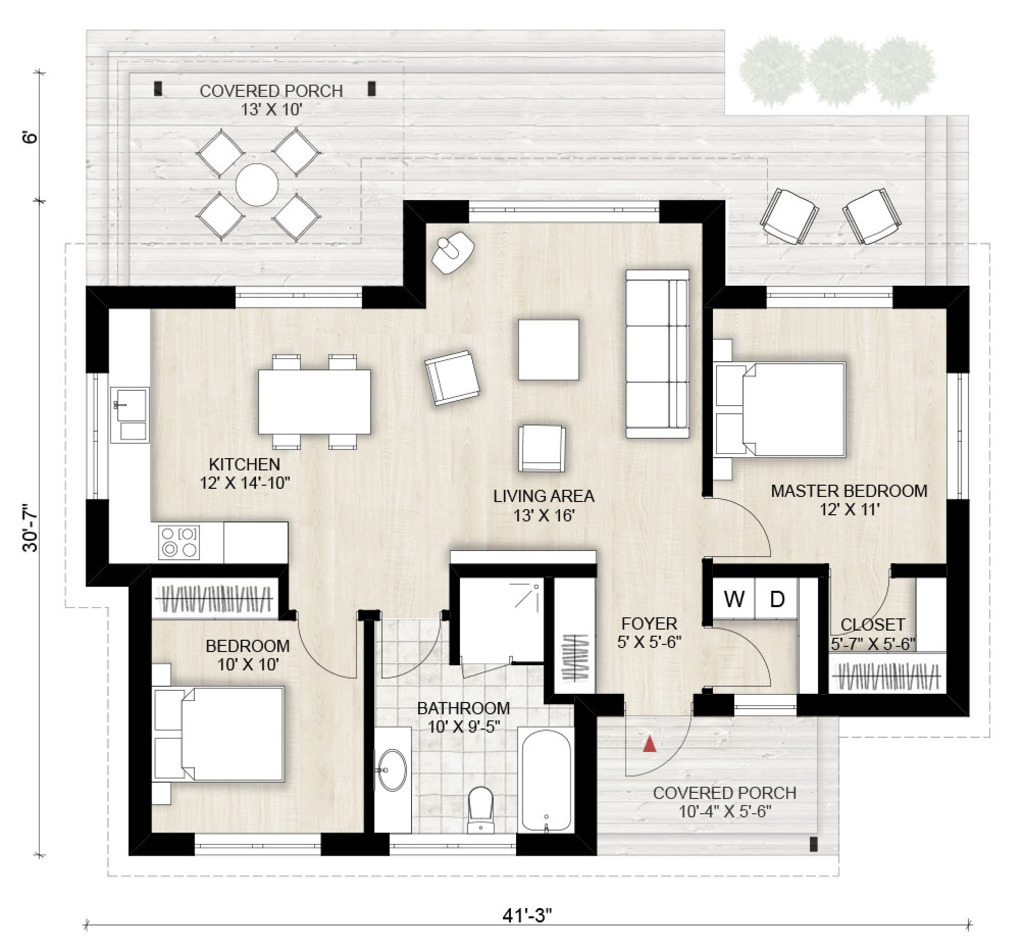 COVERED PORCH
13' X 10'
6'
KITCHEN
12' X 14'-10"
LIVING AREA
13' X 16'
MASTER BEDROOM
12' X 11'
30'-7"
W D
FOYER
5' X 5'-6"
CLOSET
5'-7" X 5'-6"
BEDROOM
10' X 10'
BATHROOM
10' X 9'-5"
COVERED PORCH
10'-4" X 5'-6"
41'-3"